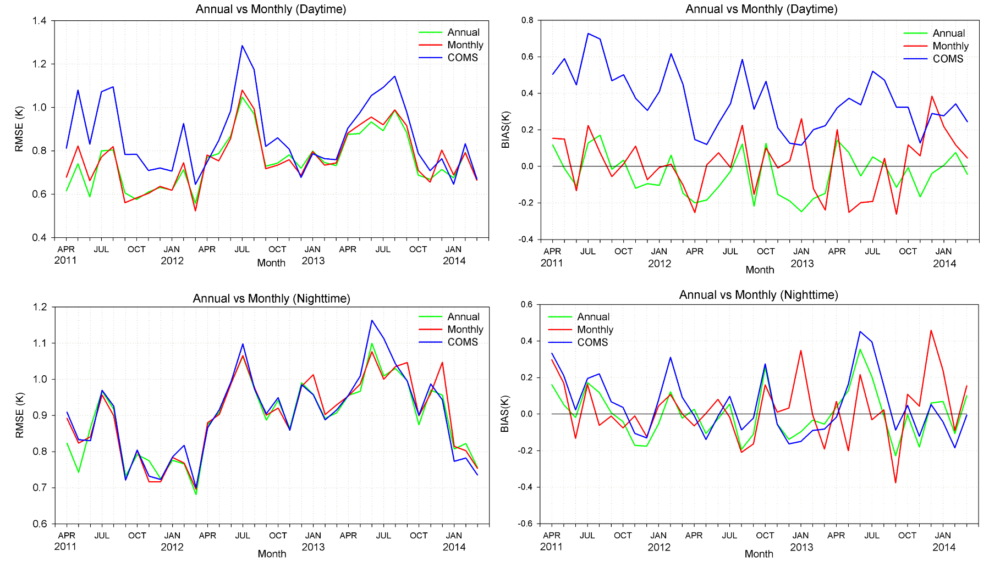 Annual vs Monthly (Daytime)
1.4
1.2
1.0
0.8
0.6
0.4
RMSE (K)
Annual
Monthly
COMS
APR JUL OCT JAN APR JUL OCT JAN APR JUL OCT JAN
2011 2012 2013 2014
Month
Annual vs Monthly (Daytime)
0.8
0.6
0.4
0.2
0.0
-0.2
-0.4
BIAS(K)
Annual
Monthly
COMS
APR JUL OCT JAN APR JUL OCT JAN APR JUL OCT JAN
2011 2012 2013 2014
Month
Annual vs Monthly (Nighttime)
1.2
1.1
1.0
0.9
0.8
0.7
0.6
RMSE (K)
Annual
Monthly
COMS
APR JUL OCT JAN APR JUL OCT JAN APR JUL OCT JAN
2011 2012 2013 2014
Month
Annual vs Monthly (Nighttime)
0.6
0.4
0.2
0.0
-0.2
-0.4
-0.6
BIAS(K)
Annual
Monthly
COMS
APR JUL OCT JAN APR JUL OCT JAN APR JUL OCT JAN
2011 2012 2013 2014
Month